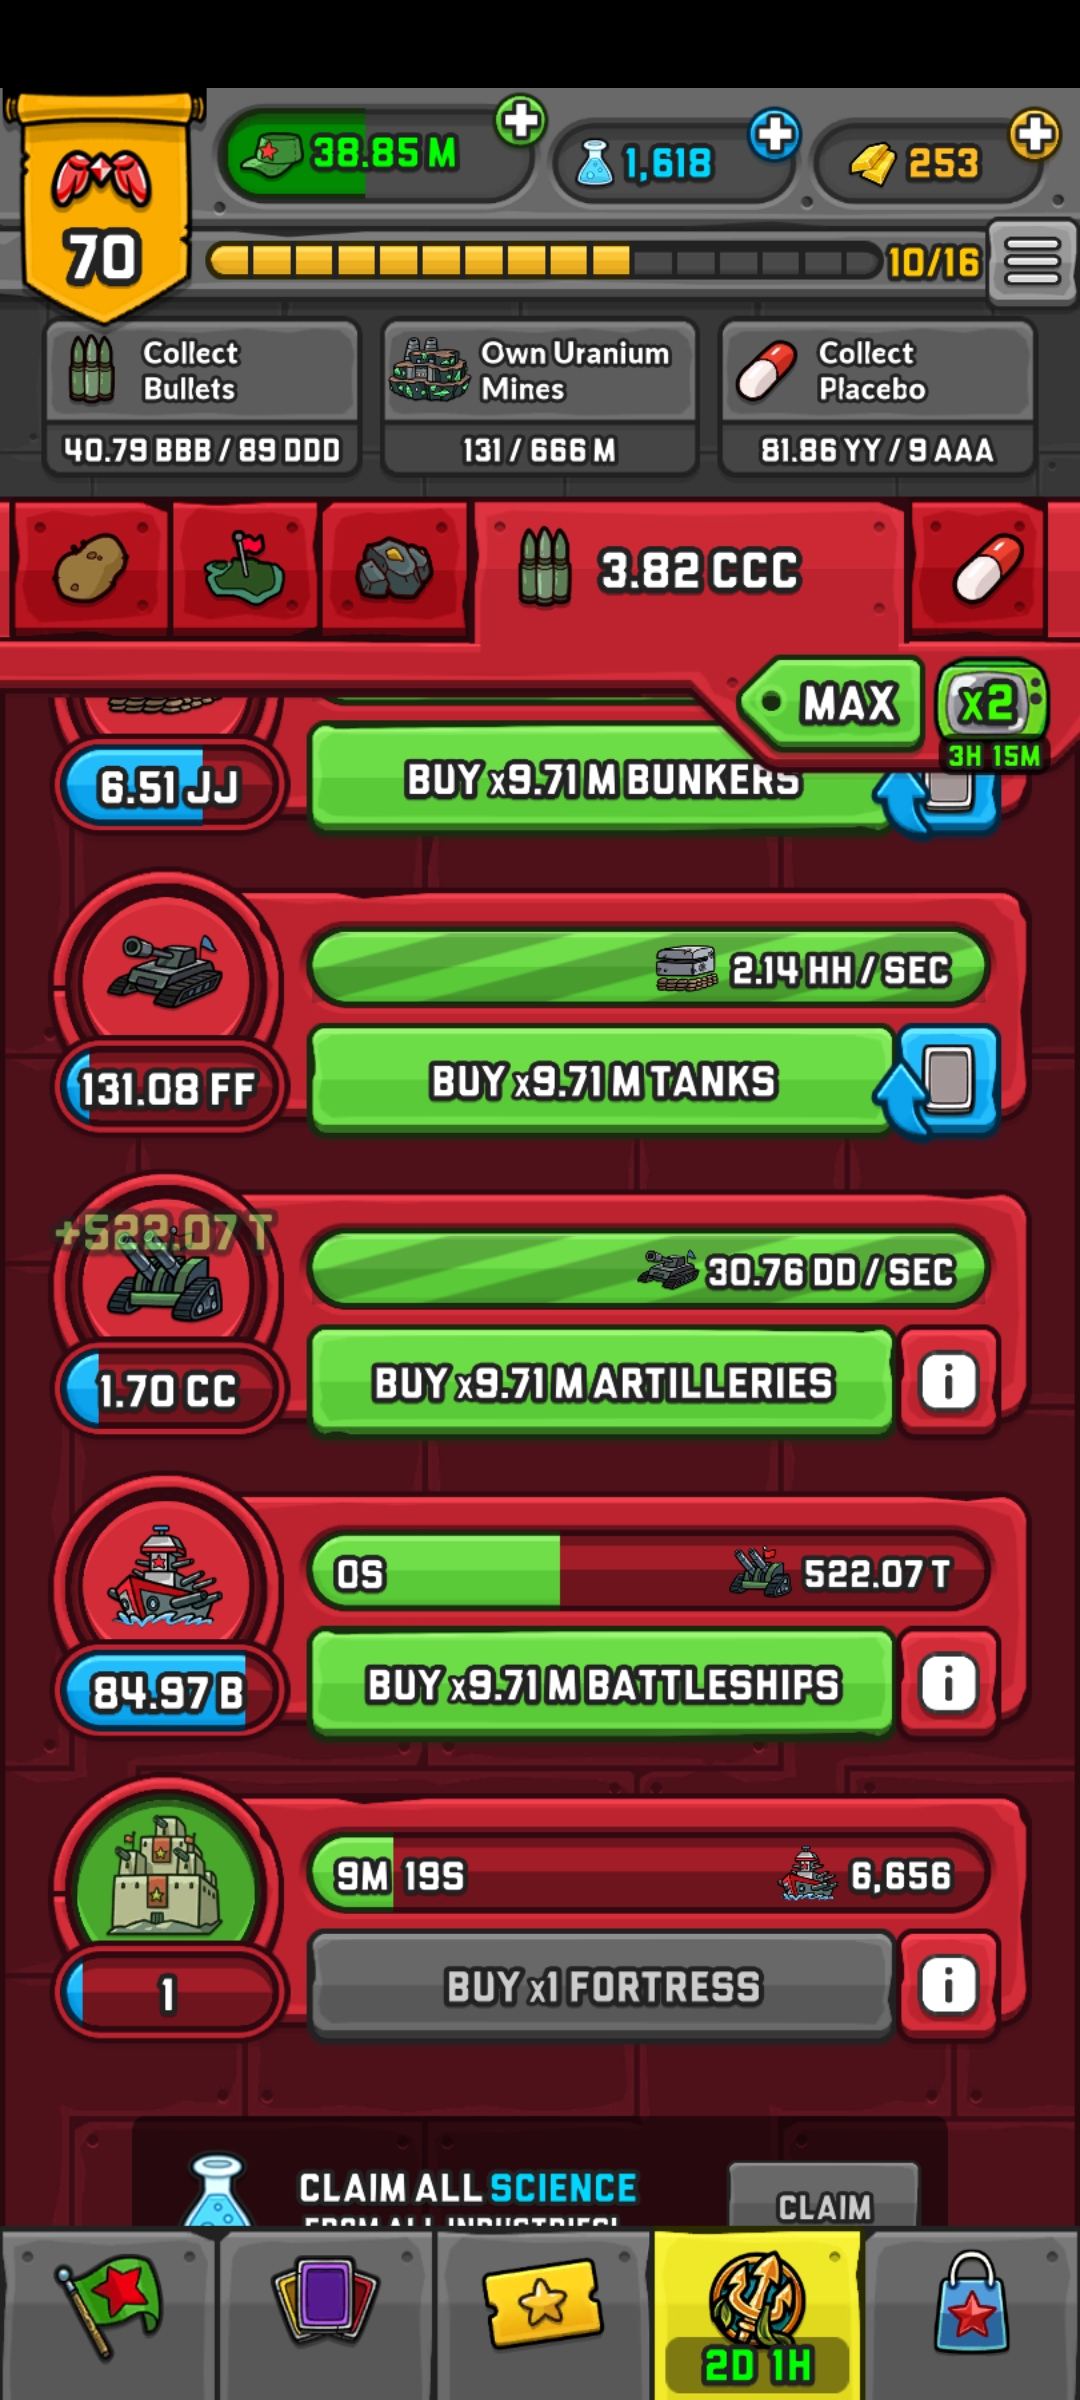 38.85 M
1,618
253
70
10/16
Collect
Bullets
Own Uranium
Mines
Collect
Placebo
40.79 BBB / 89 DDD
131 / 666 M
81.86 YY / 9 AAA
3.82 CCC
MAX
x2
3H 15M
6.51 JJ
BUY x9.71 M BUNKERS
2.14 HH / SEC
131.08 FF
BUY x9.71 M TANKS
+522.07 T
30.76 DD / SEC
1.70 CC
BUY x9.71 M ARTILLERIES
i
0S
522.07 T
84.97 B
BUY x9.71 M BATTLESHIPS
i
9M 19S
6,656
1
BUY x1 FORTRESS
i
CLAIM ALL SCIENCE
FROM ALL INDUSTRIES!
CLAIM
2D 1H